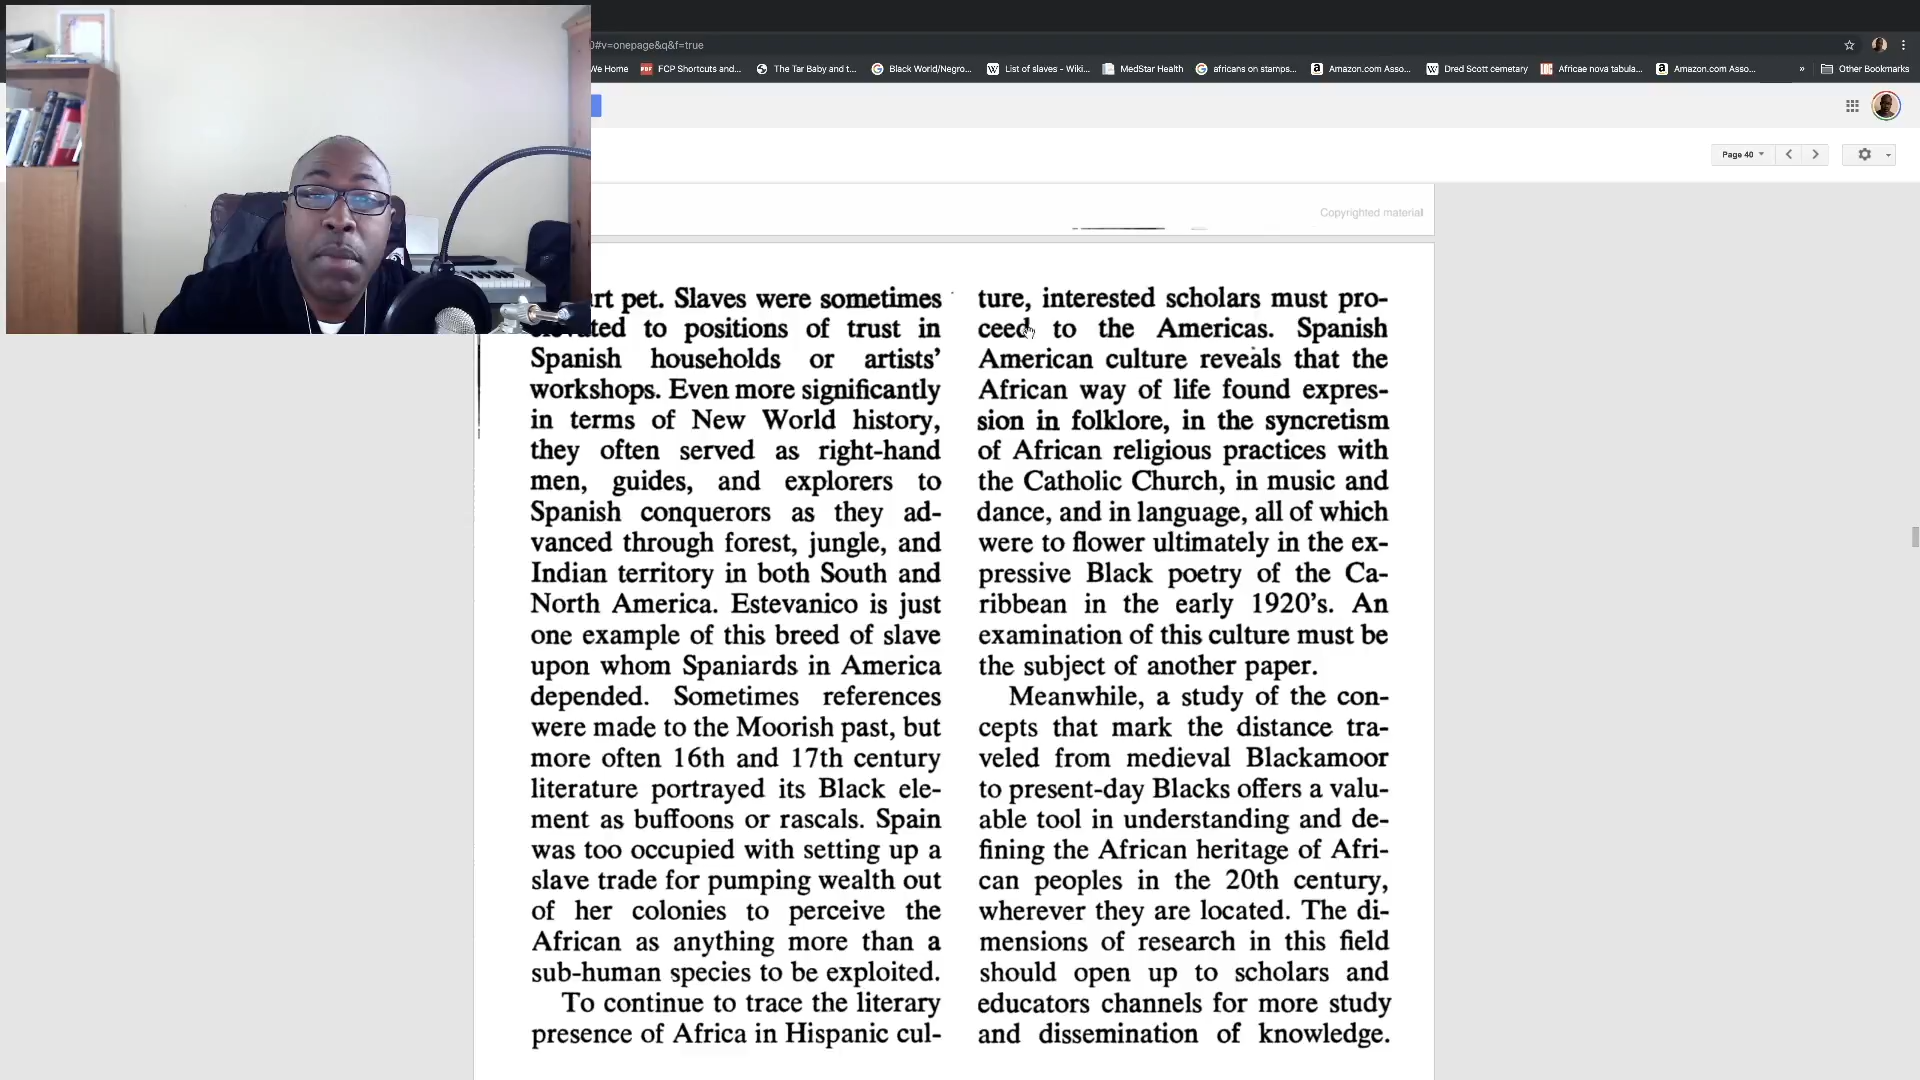 0#v=onepage&q&f=true
We Home
FCP Shortcuts and...
The Tar Baby and t...
Black World/Negro...
List of slaves - Wiki...
MedStar Health
africans on stamps...
Amazon.com Asso...
Dred Scott cemetary
Africae nova tabula...
Amazon.com Asso...
»
Other Bookmarks
Page 40
Copyrighted material
rt pet. Slaves were sometimes
to positions of trust in
Spanish households or artists'
workshops. Even more significantly
in terms of New World history,
they often served as right-hand
men, guides, and explorers to
Spanish conquerors as they ad-
vanced through forest, jungle, and
Indian territory in both South and
North America. Estevanico is just
one example of this breed of slave
upon whom Spaniards in America
depended. Sometimes references
were made to the Moorish past, but
more often 16th and 17th century
literature portrayed its Black ele-
ment as buffoons or rascals. Spain
was too occupied with setting up a
slave trade for pumping wealth out
of her colonies to perceive the
African as anything more than a
sub-human species to be exploited.
To continue to trace the literary
presence of Africa in Hispanic cul-
ture, interested scholars must pro-
ceed to the Americas. Spanish
American culture reveals that the
African way of life found expres-
sion in folklore, in the syncretism
of African religious practices with
the Catholic Church, in music and
dance, and in language, all of which
were to flower ultimately in the ex-
pressive Black poetry of the Ca-
ribbean in the early 1920's. An
examination of this culture must be
the subject of another paper.
Meanwhile, a study of the con-
cepts that mark the distance tra-
veled from medieval Blackamoor
to present-day Blacks offers a valu-
able tool in understanding and de-
fining the African heritage of Afri-
can peoples in the 20th century,
wherever they are located. The di-
mensions of research in this field
should open up to scholars and
educators channels for more study
and dissemination of knowledge.